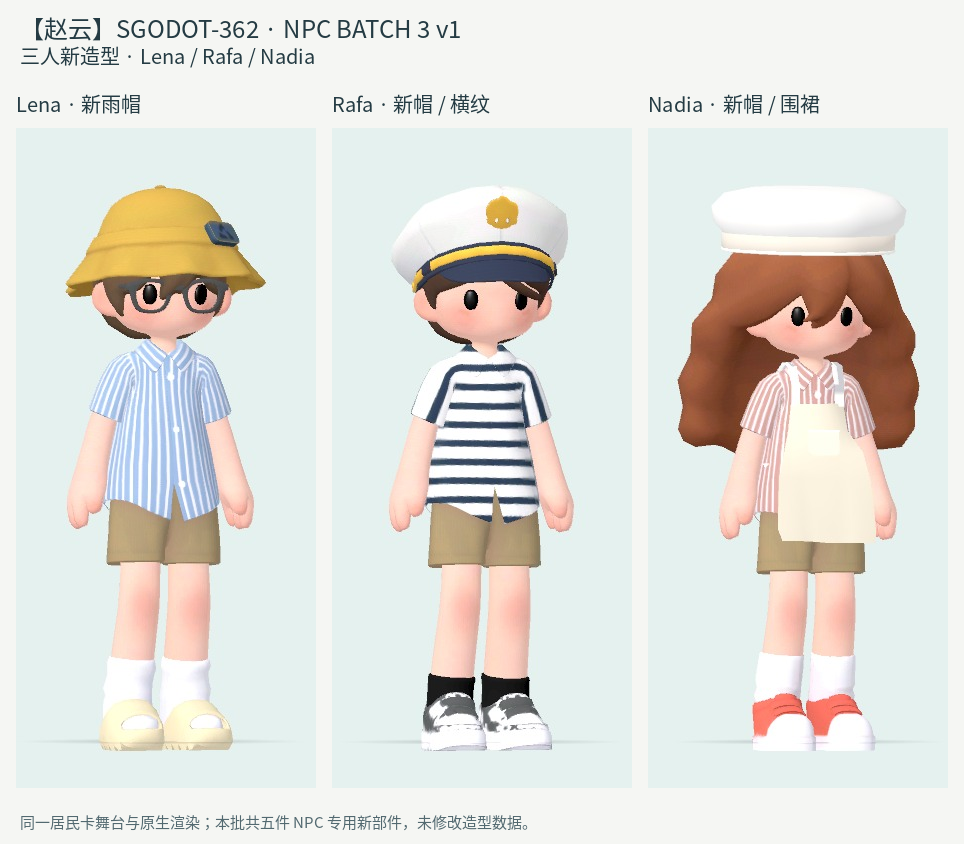 【赵云】SGODOT-362 · NPC BATCH 3 v1
三人新造型 · Lena / Rafa / Nadia
Lena · 新雨帽
Rafa · 新帽 / 横纹
Nadia · 新帽 / 围裙
同一居民卡舞台与原生渲染；本批共五件 NPC 专用新部件，未修改造型数据。